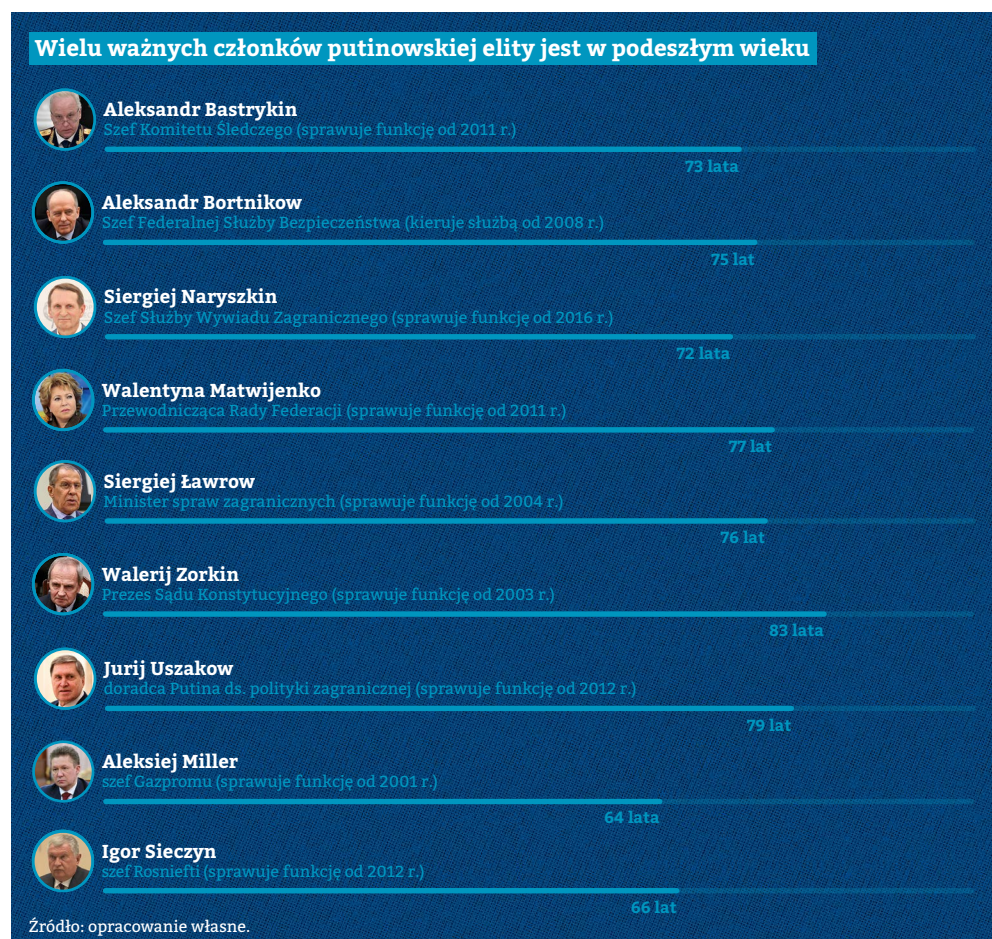 Wielu ważnych członków putinowskiej elity jest w podeszłym wieku
Aleksandr Bastrykin
Szef Komitetu Śledczego (sprawuje funkcję od 2011 r.)
73 lata
Aleksandr Bortnikow
Szef Federalnej Służby Bezpieczeństwa (kieruje służbą od 2008 r.)
75 lat
Siergiej Naryszkin
Szef Służby Wywiadu Zagranicznego (sprawuje funkcję od 2016 r.)
72 lata
Walentyna Matwijenko
Przewodnicząca Rady Federacji (sprawuje funkcję od 2011 r.)
77 lat
Siergiej Ławrow
Minister spraw zagranicznych (sprawuje funkcję od 2004 r.)
76 lat
Walerij Zorkin
Prezes Sądu Konstytucyjnego (sprawuje funkcję od 2003 r.)
83 lata
Jurij Uszakow
doradca Putina ds. polityki zagranicznej (sprawuje funkcję od 2012 r.)
79 lat
Aleksiej Miller
szef Gazpromu (sprawuje funkcję od 2001 r.)
64 lata
Igor Sieczyn
szef Rosniefti (sprawuje funkcję od 2012 r.)
66 lat
Źródło: opracowanie własne.